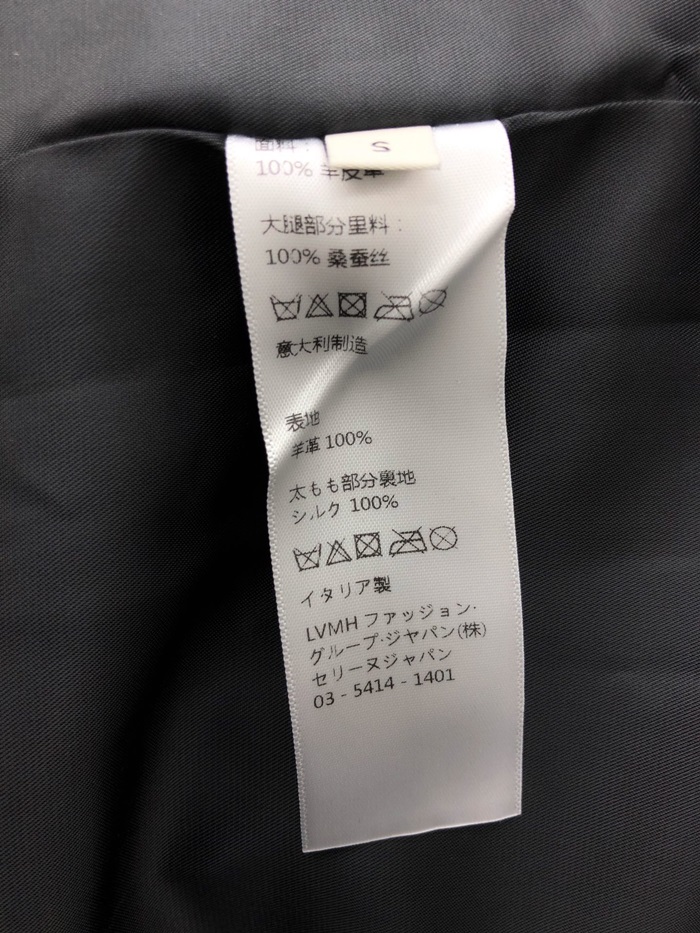 S
面料：
100% 羊皮革
大腿部分里料：
100% 桑蚕丝
意大利制造
表地
羊革 100%
太もも部分裏地
シルク 100%
イタリア製
LVMH ファッション・
グループ・ジャパン(株)
セリーヌジャパン
03 - 5414 - 1401